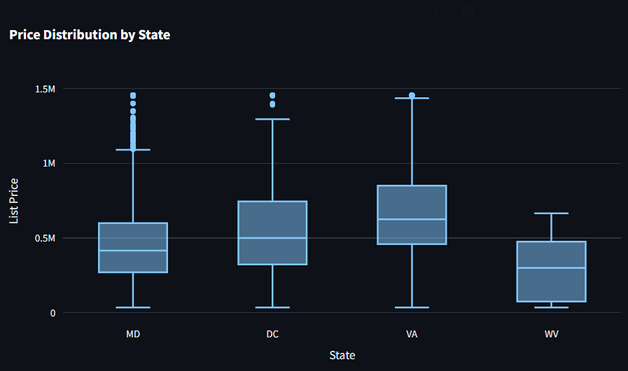 Price Distribution by State
1.5M
1M
0.5M
0
List Price
MD DC VA WV
State